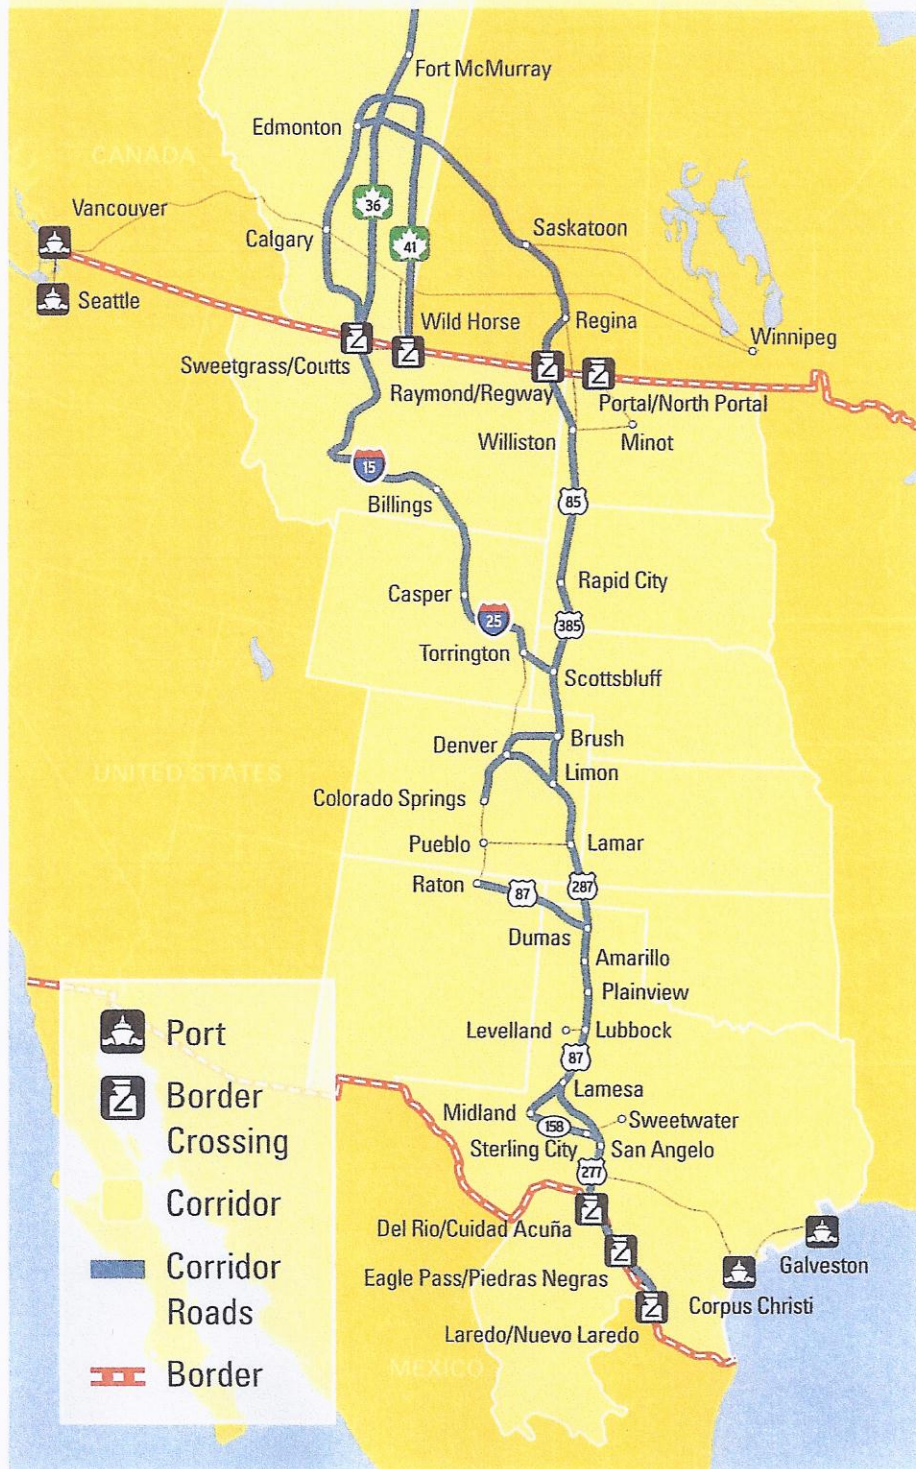 Fort McMurray
Edmonton
CANADA
36
Vancouver
Saskatoon
Calgary
41
Seattle
Wild Horse
Regina
Winnipeg
Sweetgrass/Coutts
Raymond/Regway
Portal/North Portal
Williston
Minot
15
Billings
85
Rapid City
Casper
25
385
Torrington
Scottsbluff
Denver
Brush
UNITED STATES
Limon
Colorado Springs
Pueblo
Lamar
Raton
87
287
Dumas
Amarillo
Plainview
Levelland
Lubbock
87
Lamesa
Midland
Sweetwater
158
Sterling City
San Angelo
277
Del Rio/Cuidad Acuña
Eagle Pass/Piedras Negras
Galveston
Corpus Christi
Laredo/Nuevo Laredo
MEXICO
Port
Border
Crossing
Corridor
Corridor
Roads
Border